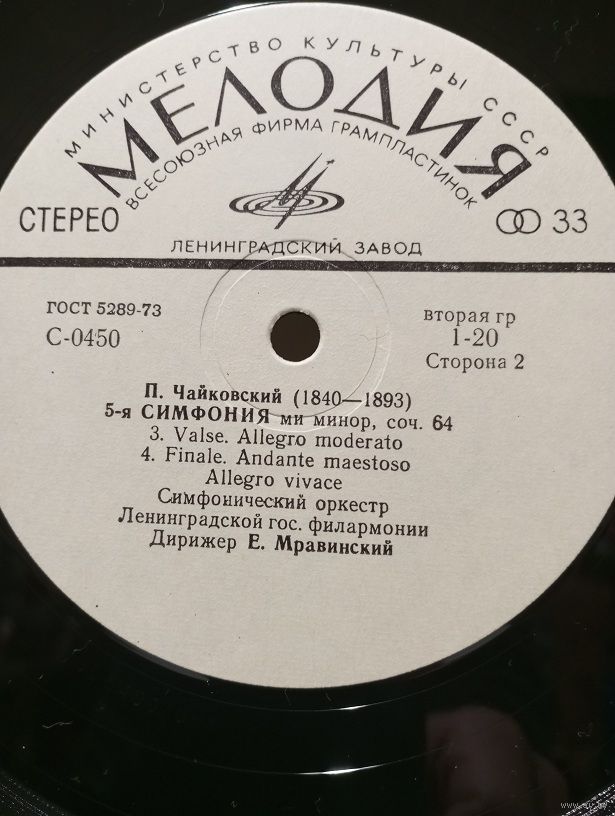 МИНИСТЕРСТВО КУЛЬТУРЫ СССР
МЕЛОДИЯ
ВСЕСОЮЗНАЯ ФИРМА ГРАМПЛАСТИНОК
СТЕРЕО
33
ЛЕНИНГРАДСКИЙ ЗАВОД
ГОСТ 5289-73
С-0450
вторая гр
1-20
Сторона 2
П. Чайковский (1840—1893)
5-я СИМФОНИЯ ми минор, соч. 64
3. Valse. Allegro moderato
4. Finale. Andante maestoso
Allegro vivace
Симфонический оркестр
Ленинградской гос. филармонии
Дирижер Е. Мравинский